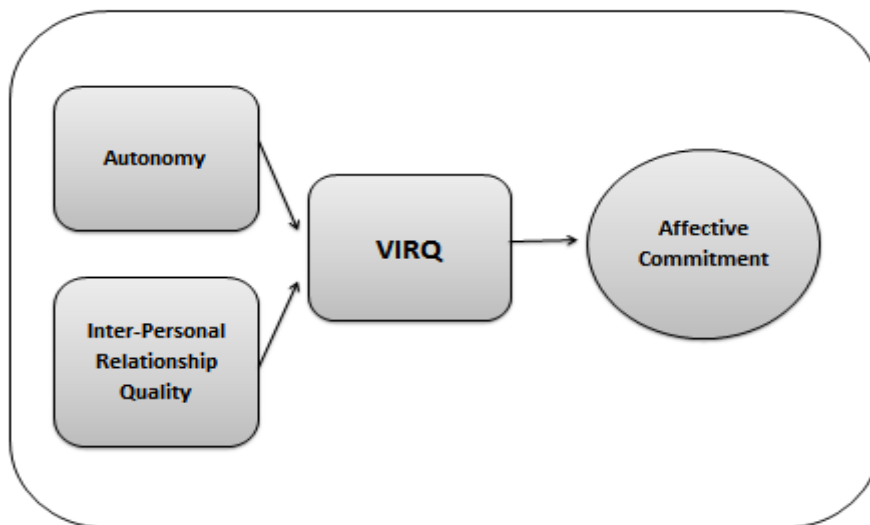 Autonomy
Inter-Personal
Relationship
Quality
VIRQ
Affective
Commitment